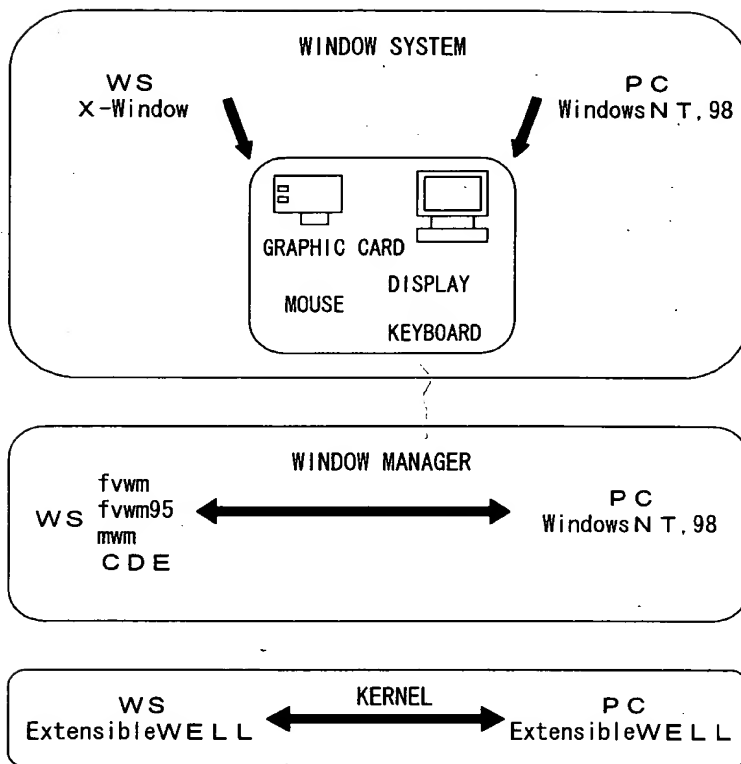 WINDOW SYSTEM
WS
X-Window
PC
WindowsNT, 98
GRAPHIC CARD
DISPLAY
MOUSE
KEYBOARD
WINDOW MANAGER
WS
fvwm
fvwm95
mwm
CDE
PC
WindowsNT, 98
KERNEL
WS
ExtensibleWELL
PC
ExtensibleWELL